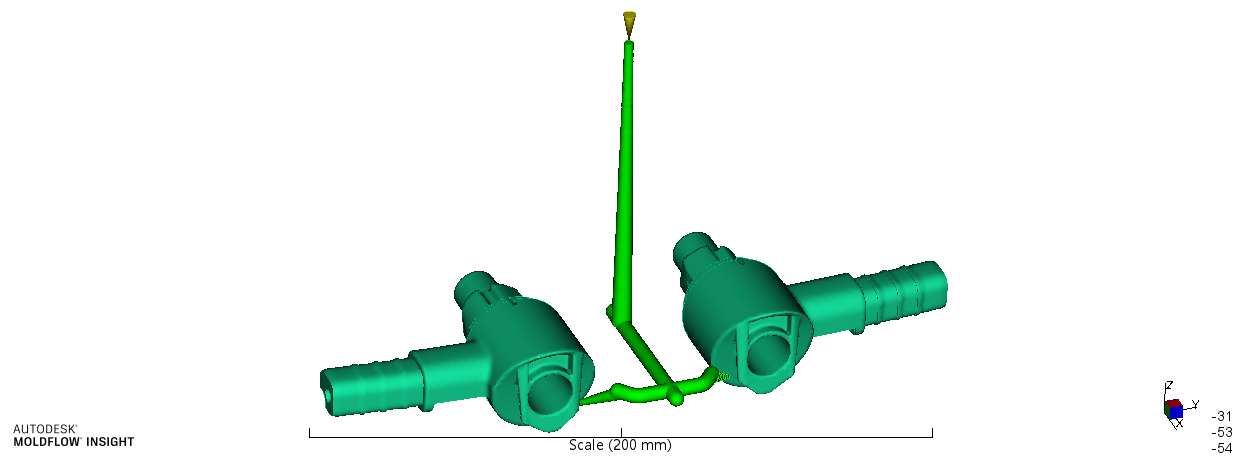 Z
Y
X
-31
-53
-54
AUTODESK®
MOLDFLOW® INSIGHT
Scale (200 mm)